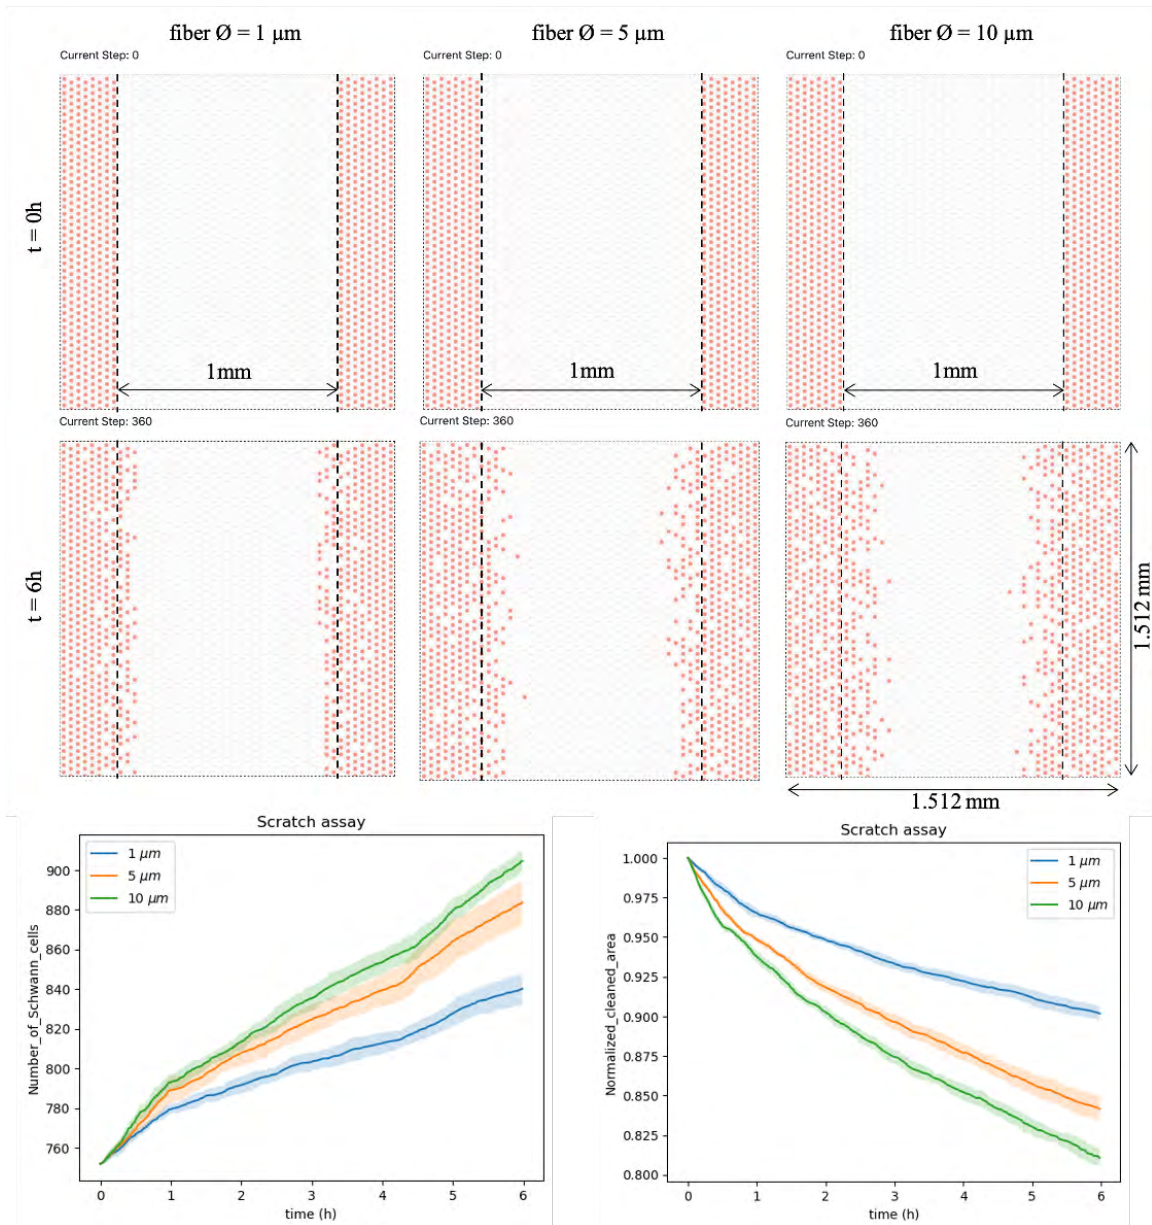 fiber Ø = 1 µm
fiber Ø = 5 µm
fiber Ø = 10 µm
Current Step: 0
Current Step: 0
Current Step: 0
t = 0h
1mm
1mm
1mm
Current Step: 360
Current Step: 360
Current Step: 360
t = 6h
1.512 mm
1.512 mm
Scratch assay
1 µm
5 µm
10 µm
Number_of_Schwann_cells
900
880
860
840
820
800
780
760
0 1 2 3 4 5 6
time (h)
Scratch assay
1 µm
5 µm
10 µm
Normalized_cleaned_area
1.000
0.975
0.950
0.925
0.900
0.875
0.850
0.825
0.800
0 1 2 3 4 5 6
time (h)